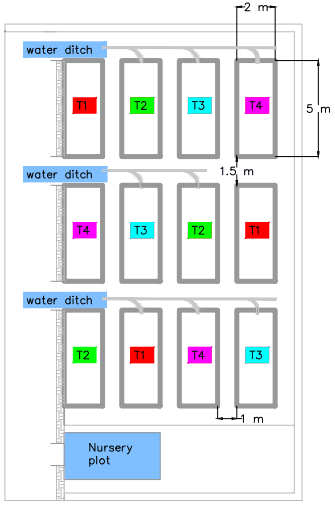 2 m
water ditch
T1 T2 T3 T4
5 m
1.5 m
water ditch
T4 T3 T2 T1
water ditch
T2 T1 T4 T3
1 m
Nursery
plot